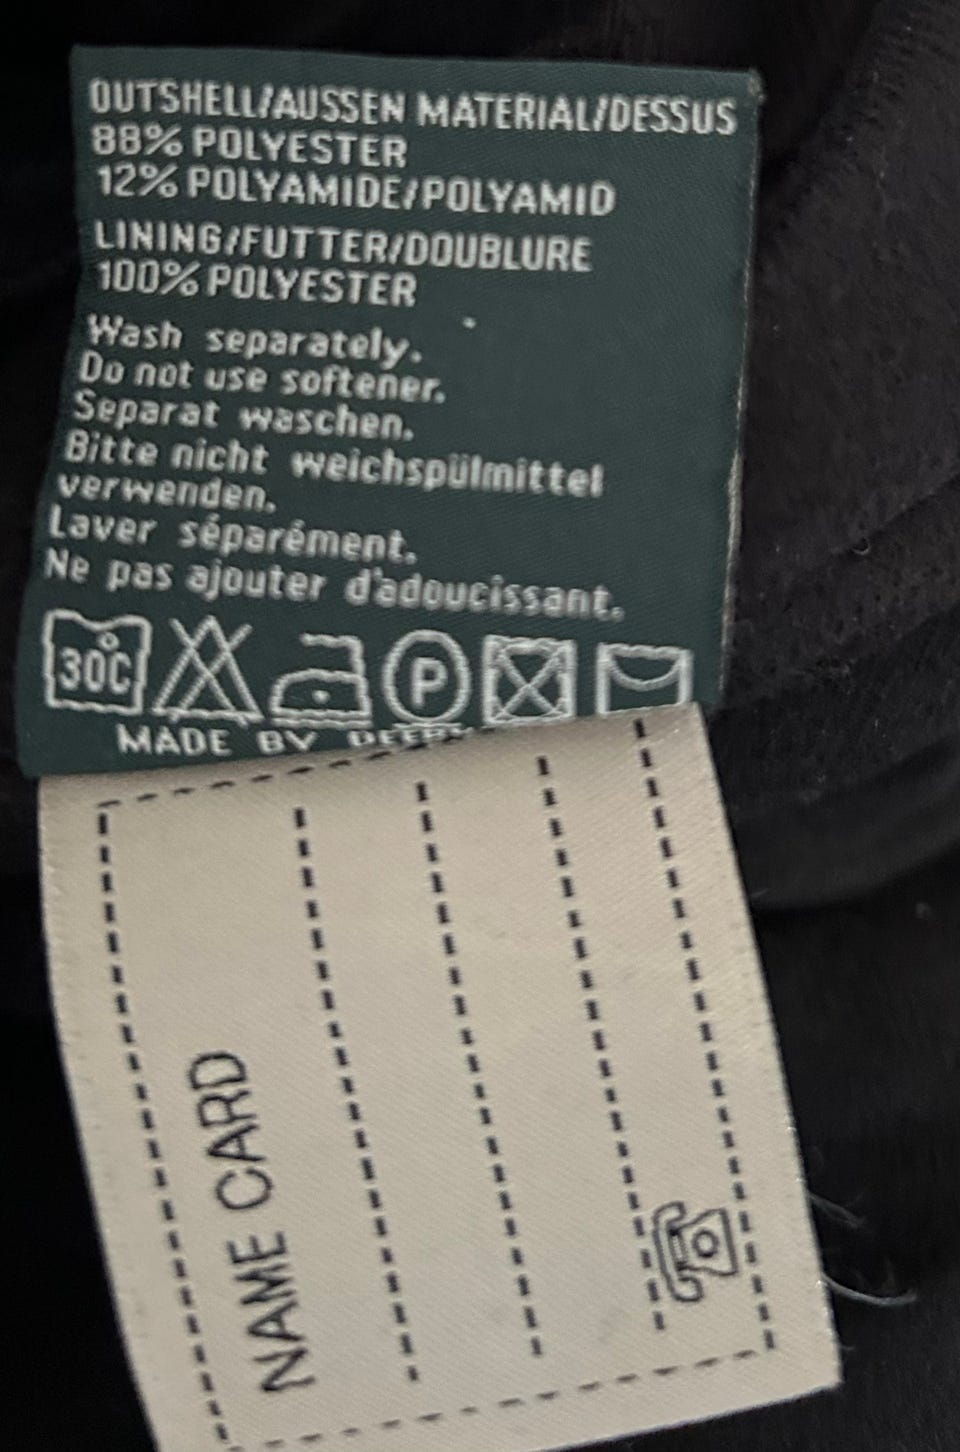 OUTSHELL/AUSSEN MATERIAL/DESSUS
88% POLYESTER
12% POLYAMIDE/POLYAMID
LINING/FUTTER/DOUBLURE
100% POLYESTER
Wash separately.
Do not use softener.
Separat waschen.
Bitte nicht weichspülmittel
verwenden.
Laver séparément.
Ne pas ajouter d'adoucissant.
30C P
MADE BY
NAME CARD